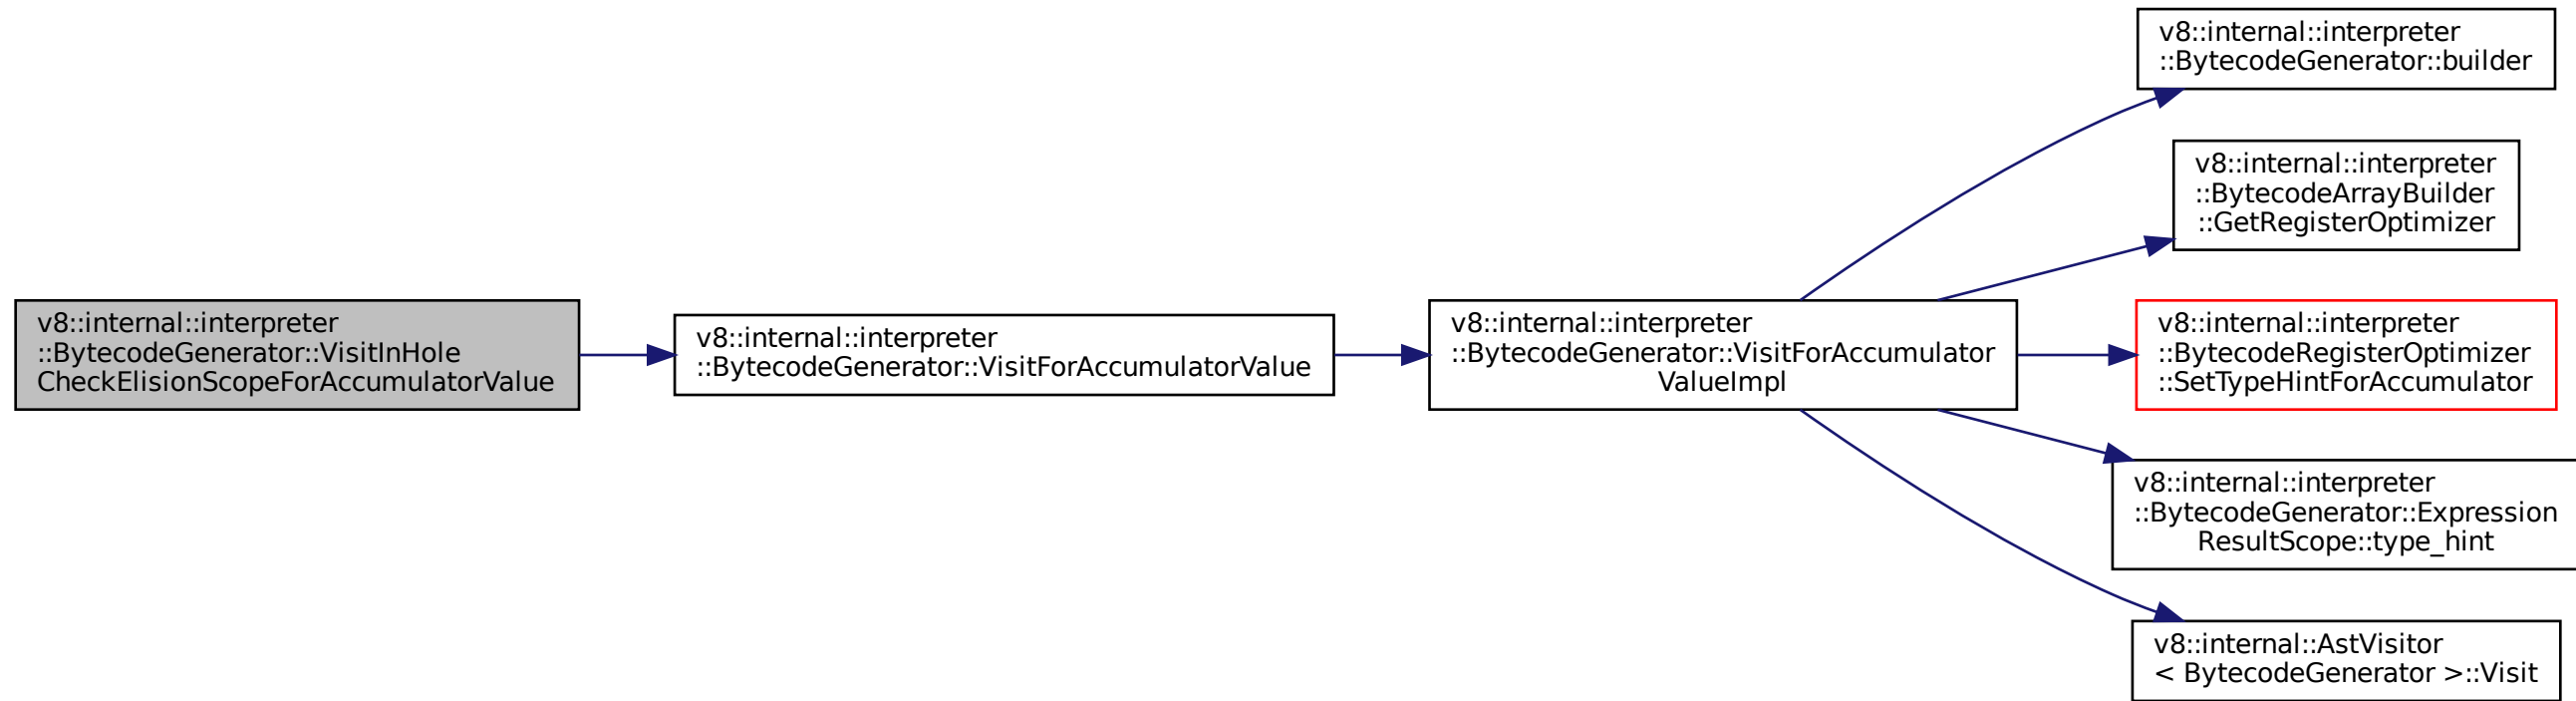 v8::internal::interpreter
::BytecodeGenerator::VisitInHole
CheckElisionScopeForAccumulatorValue
v8::internal::interpreter
::BytecodeGenerator::VisitForAccumulatorValue
v8::internal::interpreter
::BytecodeGenerator::VisitForAccumulator
ValueImpl
v8::internal::interpreter
::BytecodeGenerator::builder
v8::internal::interpreter
::BytecodeArrayBuilder
::GetRegisterOptimizer
v8::internal::interpreter
::BytecodeRegisterOptimizer
::SetTypeHintForAccumulator
v8::internal::interpreter
::BytecodeGenerator::Expression
ResultScope::type_hint
v8::internal::AstVisitor
< BytecodeGenerator >::Visit